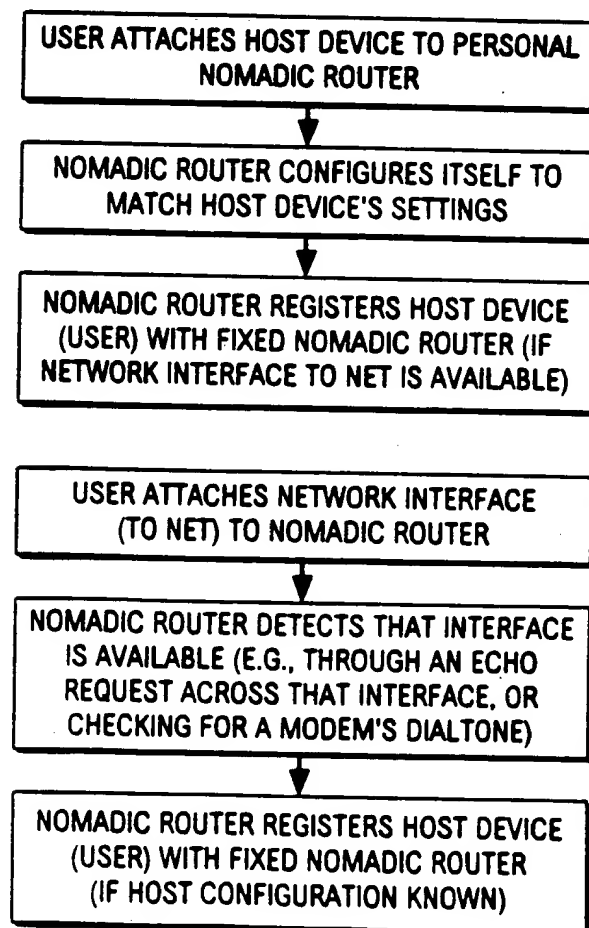 USER ATTACHES HOST DEVICE TO PERSONAL
NOMADIC ROUTER
NOMADIC ROUTER CONFIGURES ITSELF TO
MATCH HOST DEVICE'S SETTINGS
NOMADIC ROUTER REGISTERS HOST DEVICE
(USER) WITH FIXED NOMADIC ROUTER (IF
NETWORK INTERFACE TO NET IS AVAILABLE)
USER ATTACHES NETWORK INTERFACE
(TO NET) TO NOMADIC ROUTER
NOMADIC ROUTER DETECTS THAT INTERFACE
IS AVAILABLE (E.G., THROUGH AN ECHO
REQUEST ACROSS THAT INTERFACE, OR
CHECKING FOR A MODEM'S DIALTONE)
NOMADIC ROUTER REGISTERS HOST DEVICE
(USER) WITH FIXED NOMADIC ROUTER
(IF HOST CONFIGURATION KNOWN)